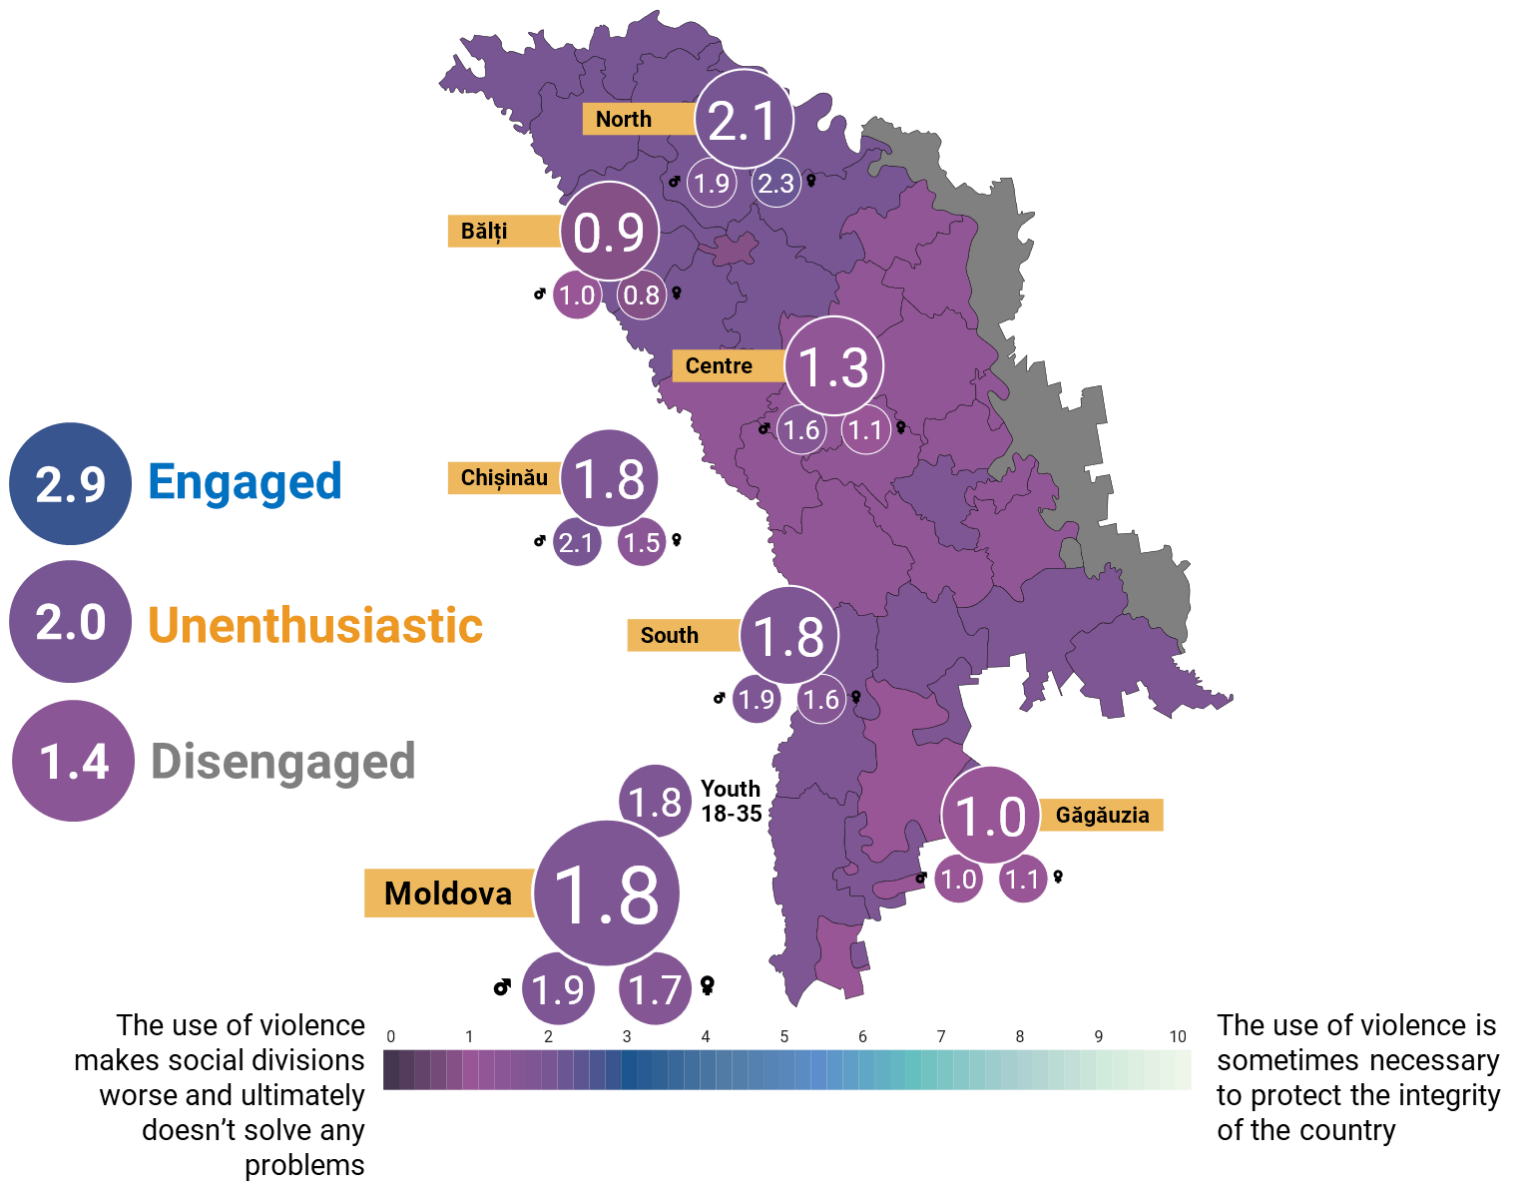 North
2.1
♂ 1.9 2.3 ♀
Bălți
0.9
♂ 1.0 0.8 ♀
Centre
1.3
♂ 1.6 1.1 ♀
2.9 Engaged
Chișinău
1.8
♂ 2.1 1.5 ♀
2.0 Unenthusiastic
South
1.8
♂ 1.9 1.6 ♀
1.4 Disengaged
1.8 Youth
18-35
1.0 Găgăuzia
♂ 1.0 1.1 ♀
Moldova
1.8
♂ 1.9 1.7 ♀
The use of violence
makes social divisions
worse and ultimately
doesn’t solve any
problems
0 1 2 3 4 5 6 7 8 9 10
The use of violence is
sometimes necessary
to protect the integrity
of the country